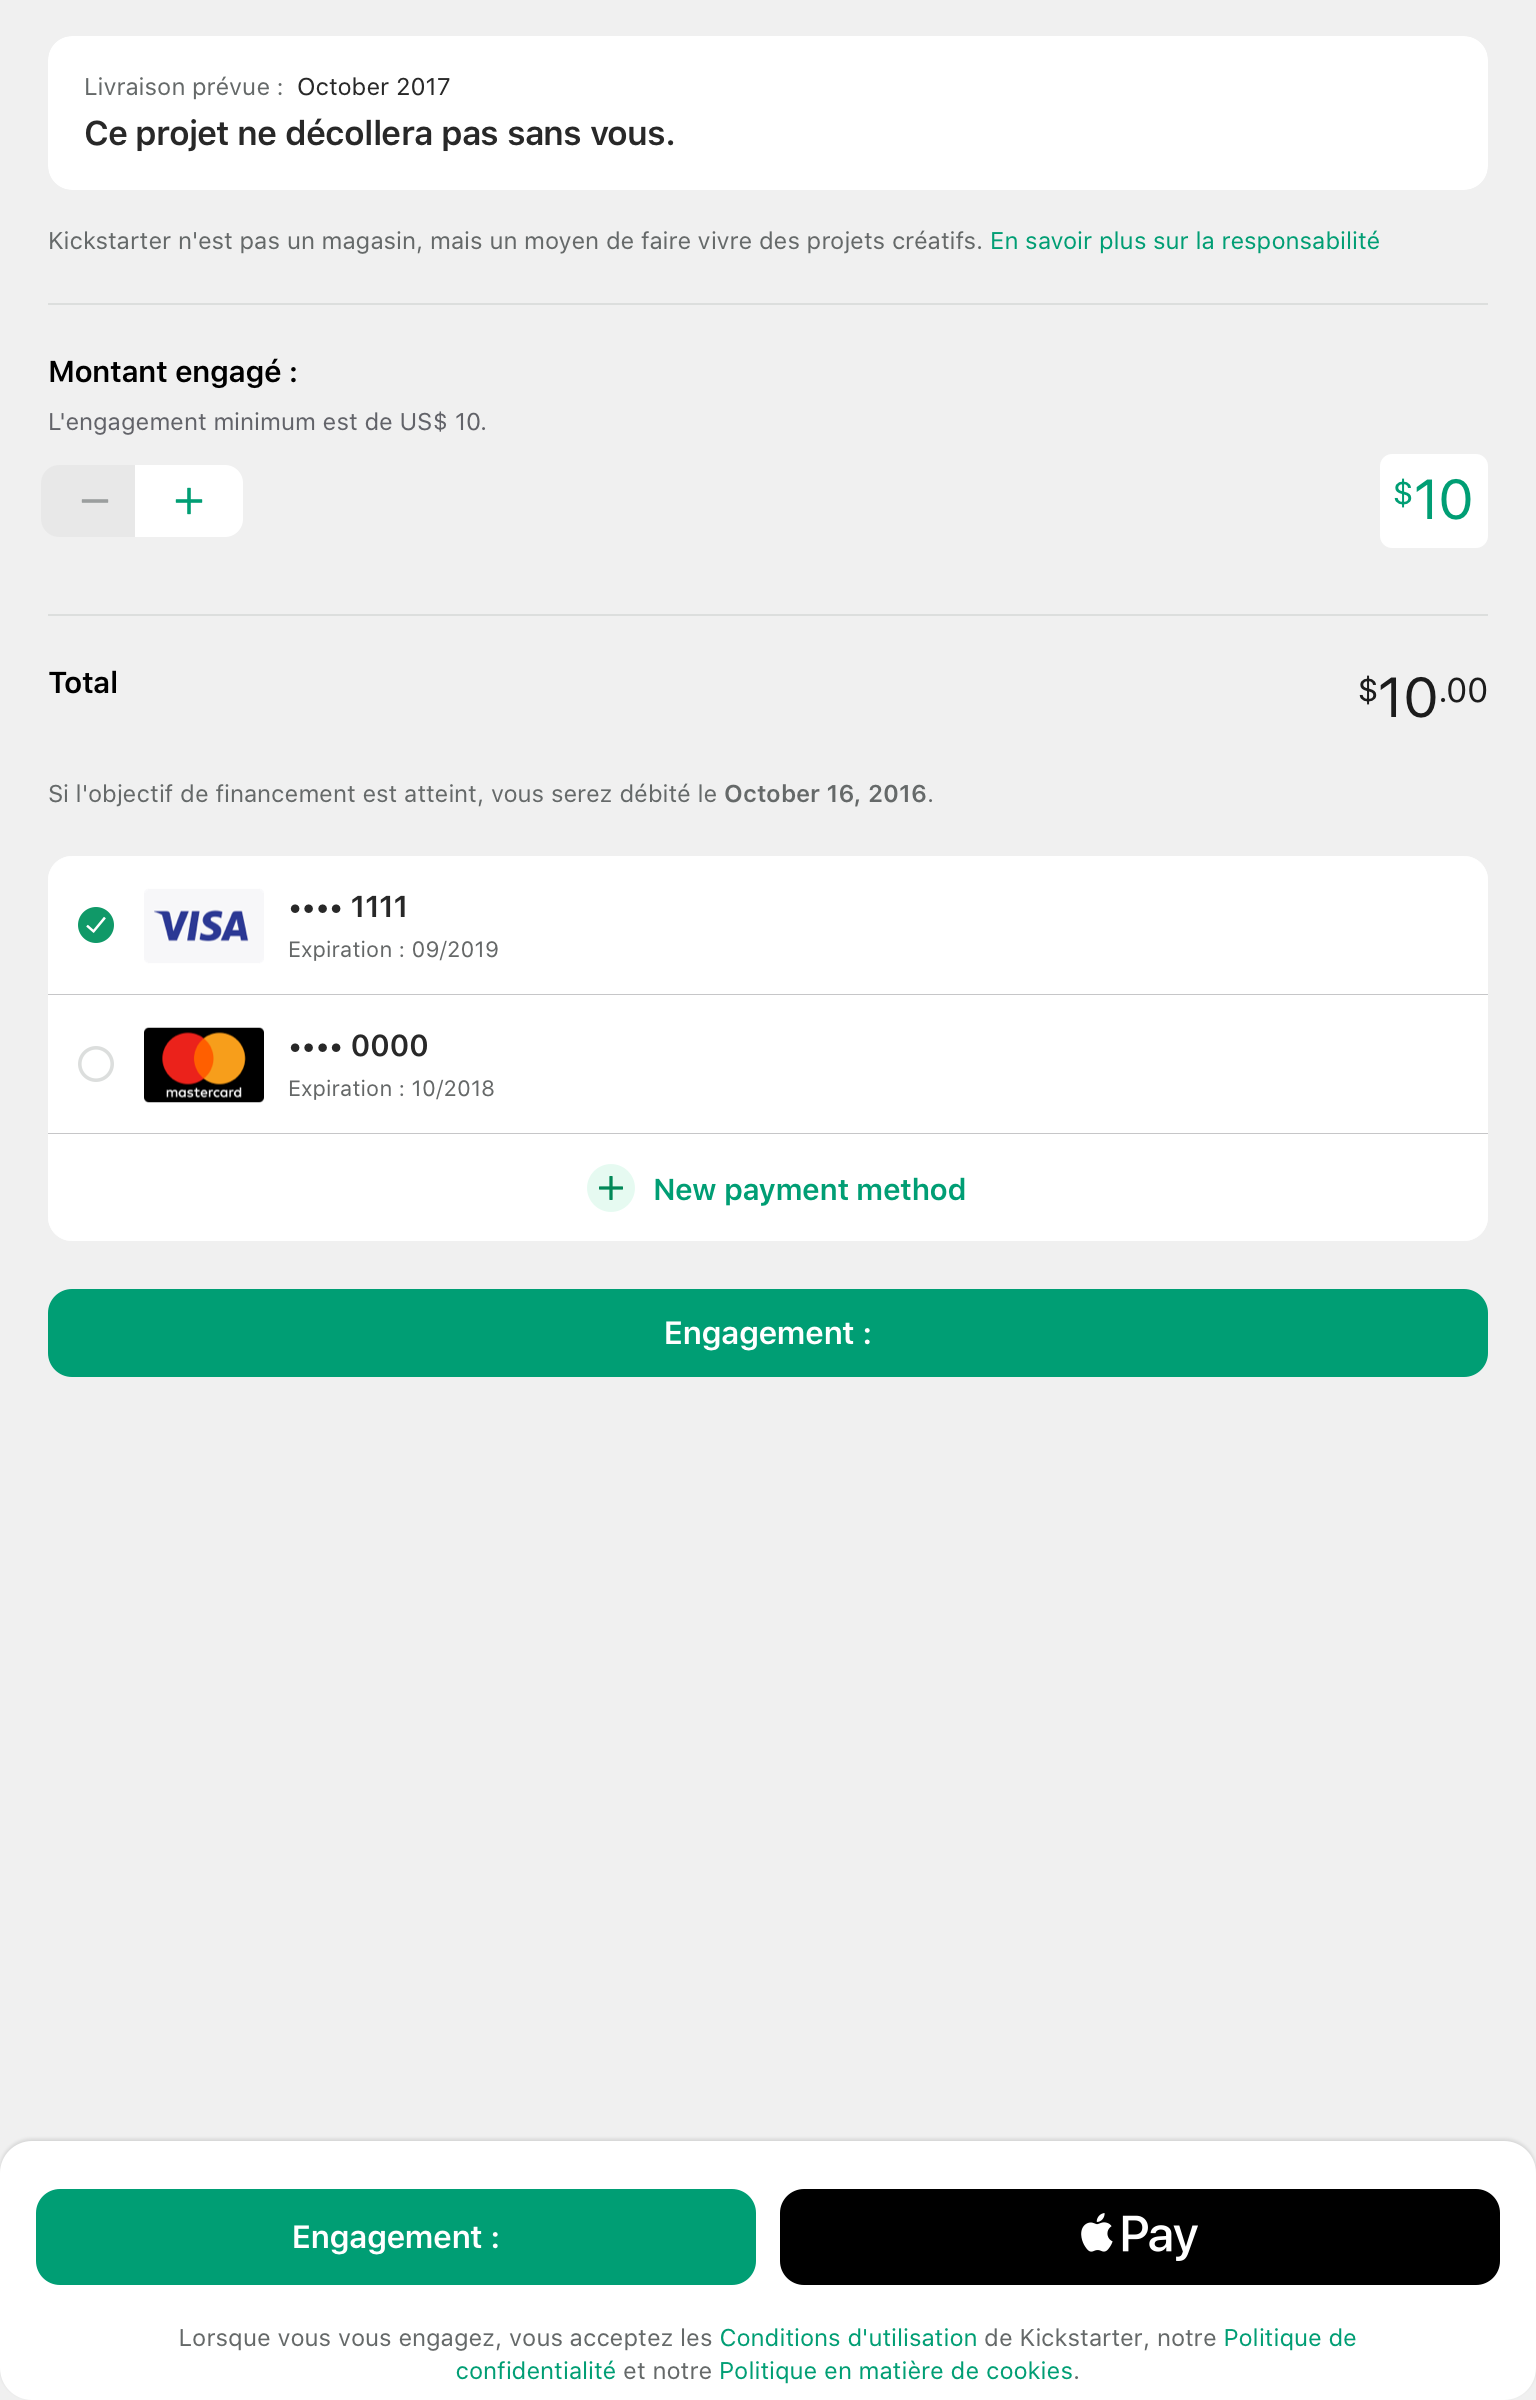 Livraison prévue : October 2017
Ce projet ne décollera pas sans vous.
Kickstarter n'est pas un magasin, mais un moyen de faire vivre des projets créatifs. En savoir plus sur la responsabilité
Montant engagé :
L'engagement minimum est de US$ 10.
$10
Total
$10.00
Si l'objectif de financement est atteint, vous serez débité le October 16, 2016.
VISA
•••• 1111
Expiration : 09/2019
mastercard
•••• 0000
Expiration : 10/2018
New payment method
Engagement :
Engagement :
Pay
Lorsque vous vous engagez, vous acceptez les Conditions d'utilisation de Kickstarter, notre Politique de
confidentialité et notre Politique en matière de cookies.